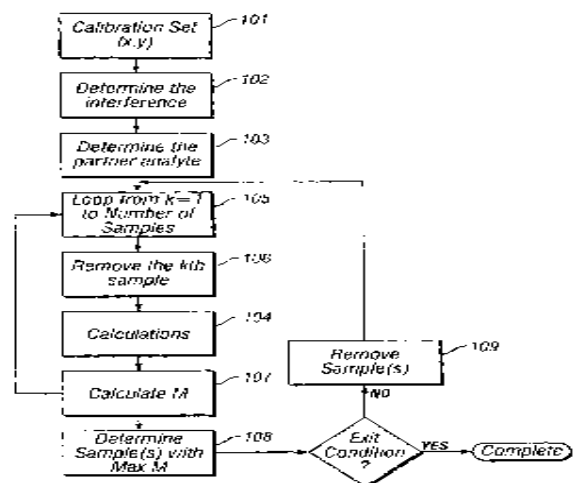 Calibration Set
(x,y)
101
Determine the
interference
102
Determine the
partner analyte
103
Loop from k=1
to Number of
Samples
105
Remove the kth
sample
106
Calculations
104
Calculate M
107
Determine
Sample(s) with
Max M
108
Exit
Condition
?
NO
Remove
Sample(s)
109
YES
Complete